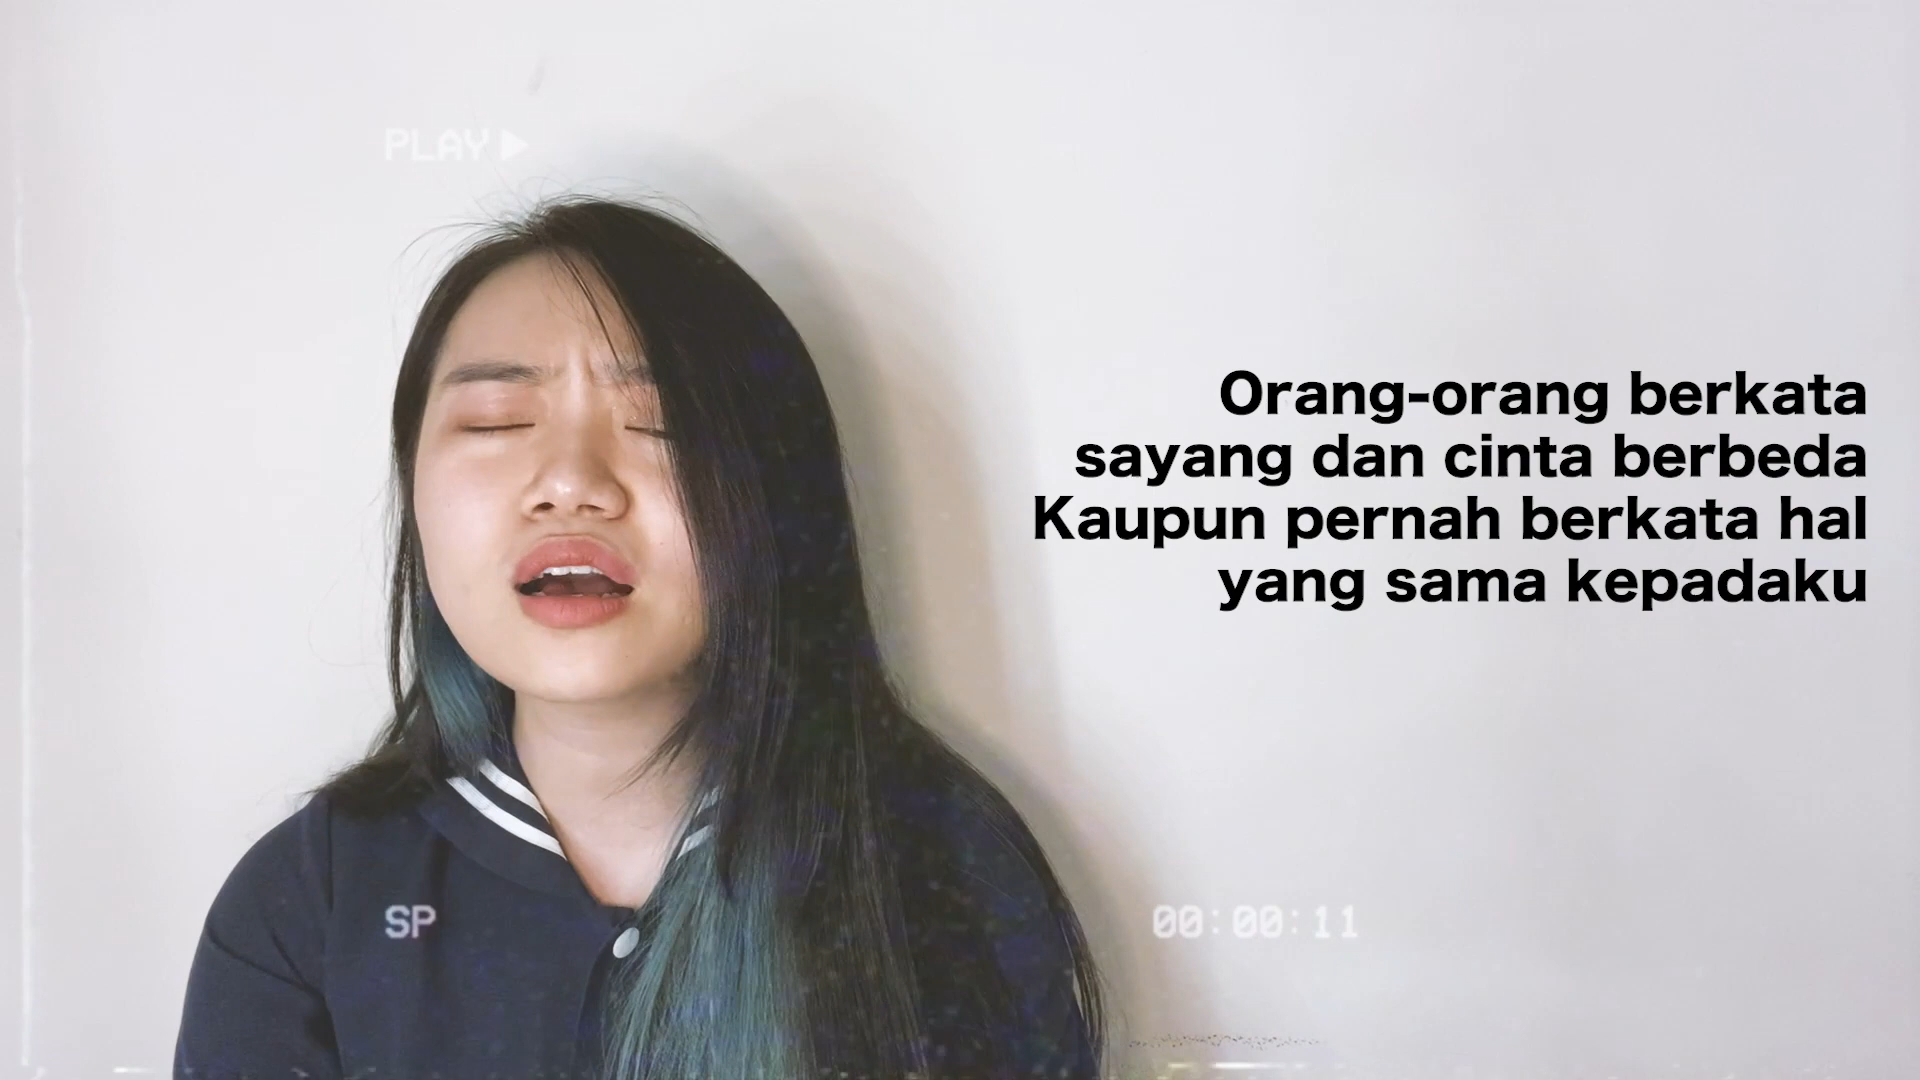 PLAY
Orang-orang berkata
sayang dan cinta berbeda
Kaupun pernah berkata hal
yang sama kepadaku
SP
00:00:11